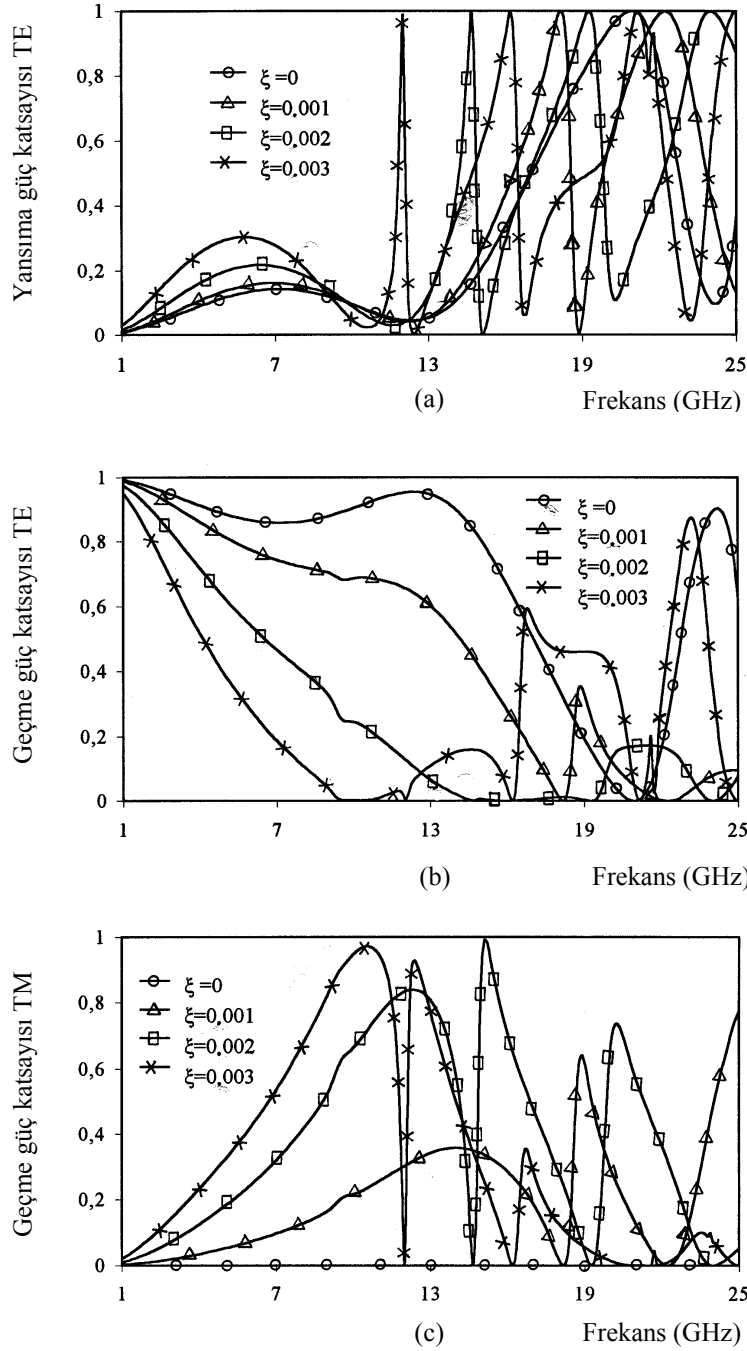 Yansıma güç katsayısı TE
1
0,8
0,6
0,4
0,2
0
ξ =0
ξ=0,001
ξ=0,002
ξ=0,003
1 7 13 19 25
(a) Frekans (GHz)
Geçme güç katsayısı TE
1
0,8
0,6
0,4
0,2
0
ξ =0
ξ=0,001
ξ=0,002
ξ=0,003
1 7 13 19 25
(b) Frekans (GHz)
Geçme güç katsayısı TM
1
0,8
0,6
0,4
0,2
0
ξ =0
ξ=0,001
ξ=0,002
ξ=0,003
1 7 13 19 25
(c) Frekans (GHz)